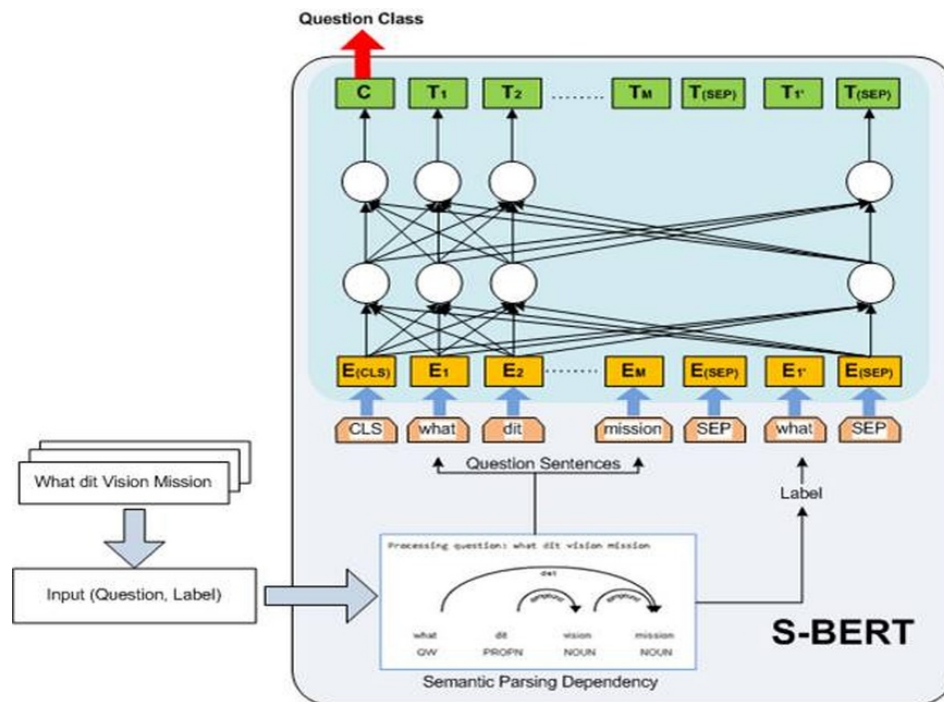 Question Class
C T1 T2 ........ TM T(SEP) T1' T(SEP)
E(CLS) E1 E2 ........ EM E(SEP) E1' E(SEP)
CLS what dit mission SEP what SEP
Question Sentences
Label
What dit Vision Mission
Input (Question, Label)
Processing question: what dit vision mission
det
compound compound
what dit vision mission
QW PROPN NOUN NOUN
Semantic Parsing Dependency
S-BERT